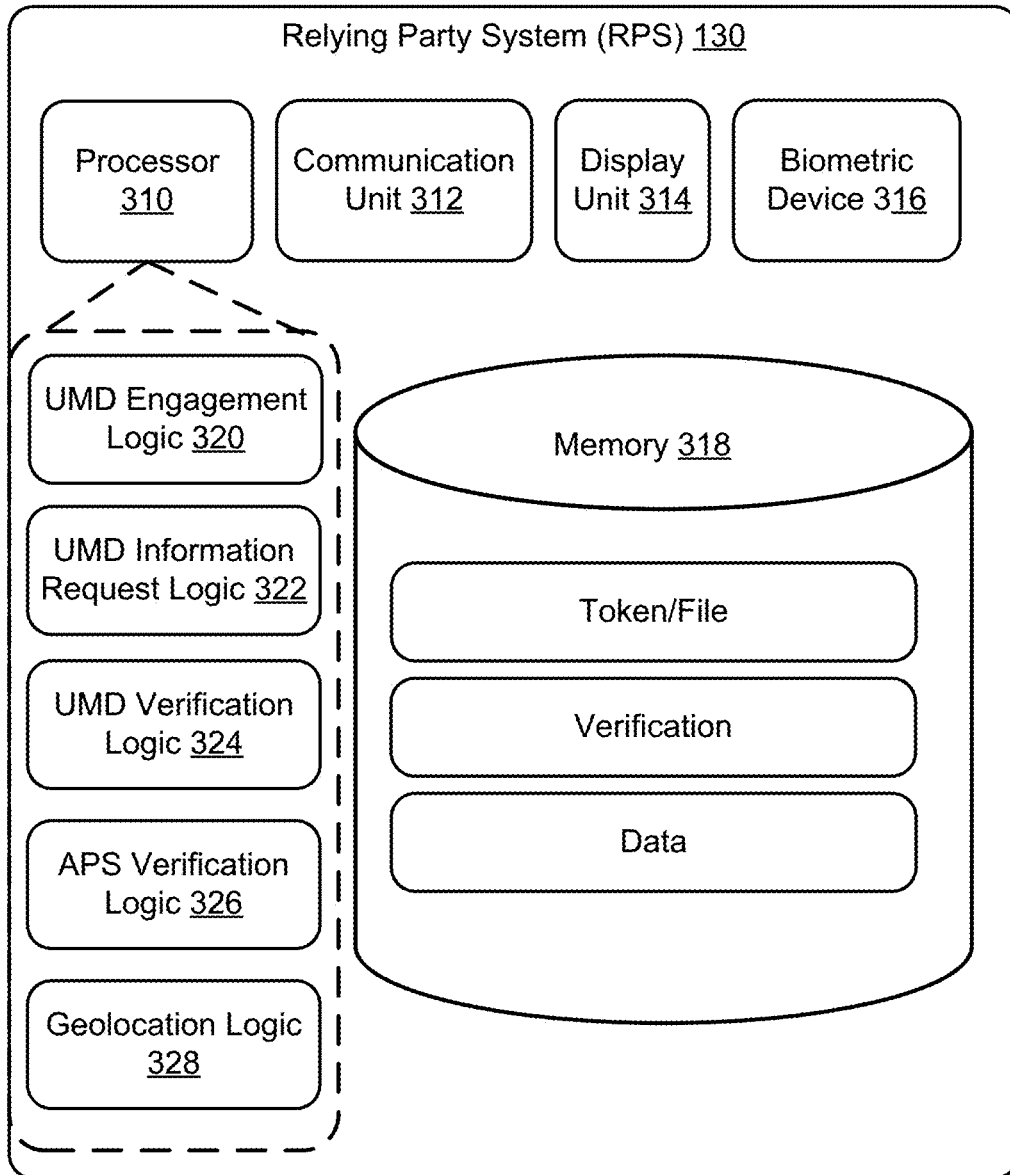 Relying Party System (RPS) 130
Processor
310
Communication
Unit 312
Display
Unit 314
Biometric
Device 316
UMD Engagement
Logic 320
UMD Information
Request Logic 322
UMD Verification
Logic 324
APS Verification
Logic 326
Geolocation Logic
328
Memory 318
Token/File
Verification
Data